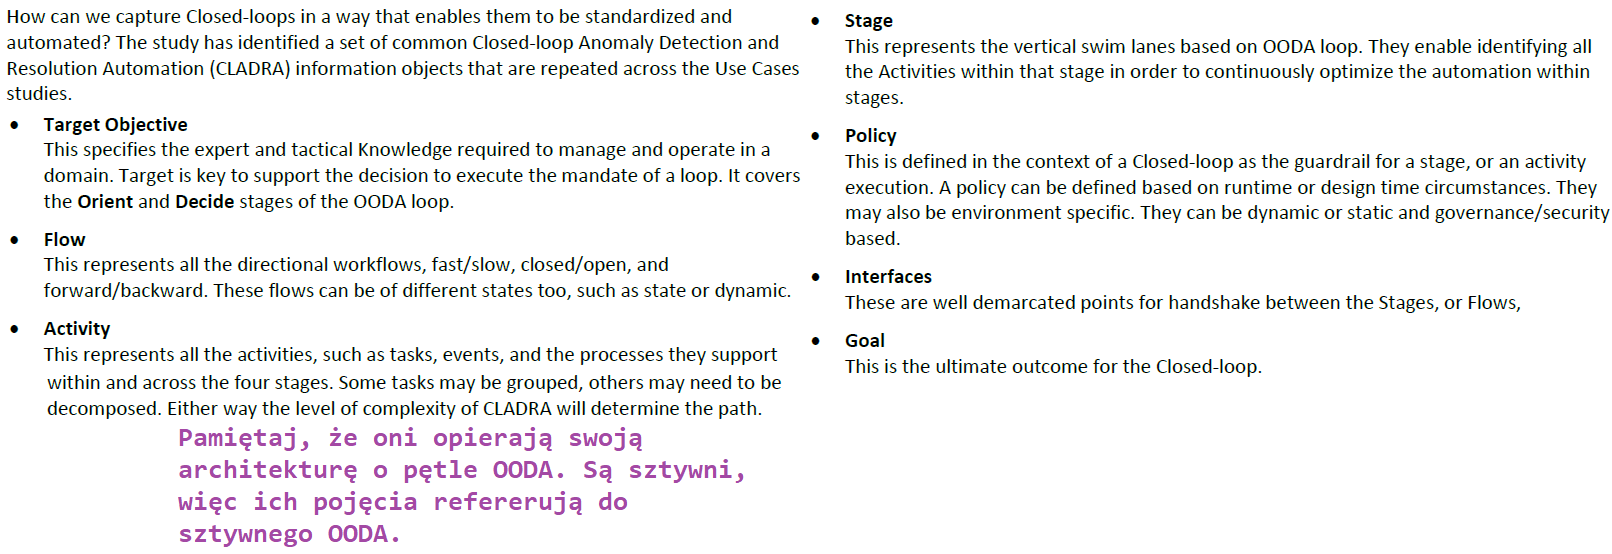 How can we capture Closed-loops in a way that enables them to be standardized and
automated? The study has identified a set of common Closed-loop Anomaly Detection and
Resolution Automation (CLADRA) information objects that are repeated across the Use Cases
studies.
• Target Objective
This specifies the expert and tactical Knowledge required to manage and operate in a
domain. Target is key to support the decision to execute the mandate of a loop. It covers
the Orient and Decide stages of the OODA loop.
• Flow
This represents all the directional workflows, fast/slow, closed/open, and
forward/backward. These flows can be of different states too, such as state or dynamic.
• Activity
This represents all the activities, such as tasks, events, and the processes they support
within and across the four stages. Some tasks may be grouped, others may need to be
decomposed. Either way the level of complexity of CLADRA will determine the path.
Pamiętaj, że oni opierają swoją
architekturę o pętle OODA. Są sztywni,
więc ich pojęcia refererują do
sztywnego OODA.
• Stage
This represents the vertical swim lanes based on OODA loop. They enable identifying all
the Activities within that stage in order to continuously optimize the automation within
stages.
• Policy
This is defined in the context of a Closed-loop as the guardrail for a stage, or an activity
execution. A policy can be defined based on runtime or design time circumstances. They
may also be environment specific. They can be dynamic or static and governance/security
based.
• Interfaces
These are well demarcated points for handshake between the Stages, or Flows,
• Goal
This is the ultimate outcome for the Closed-loop.